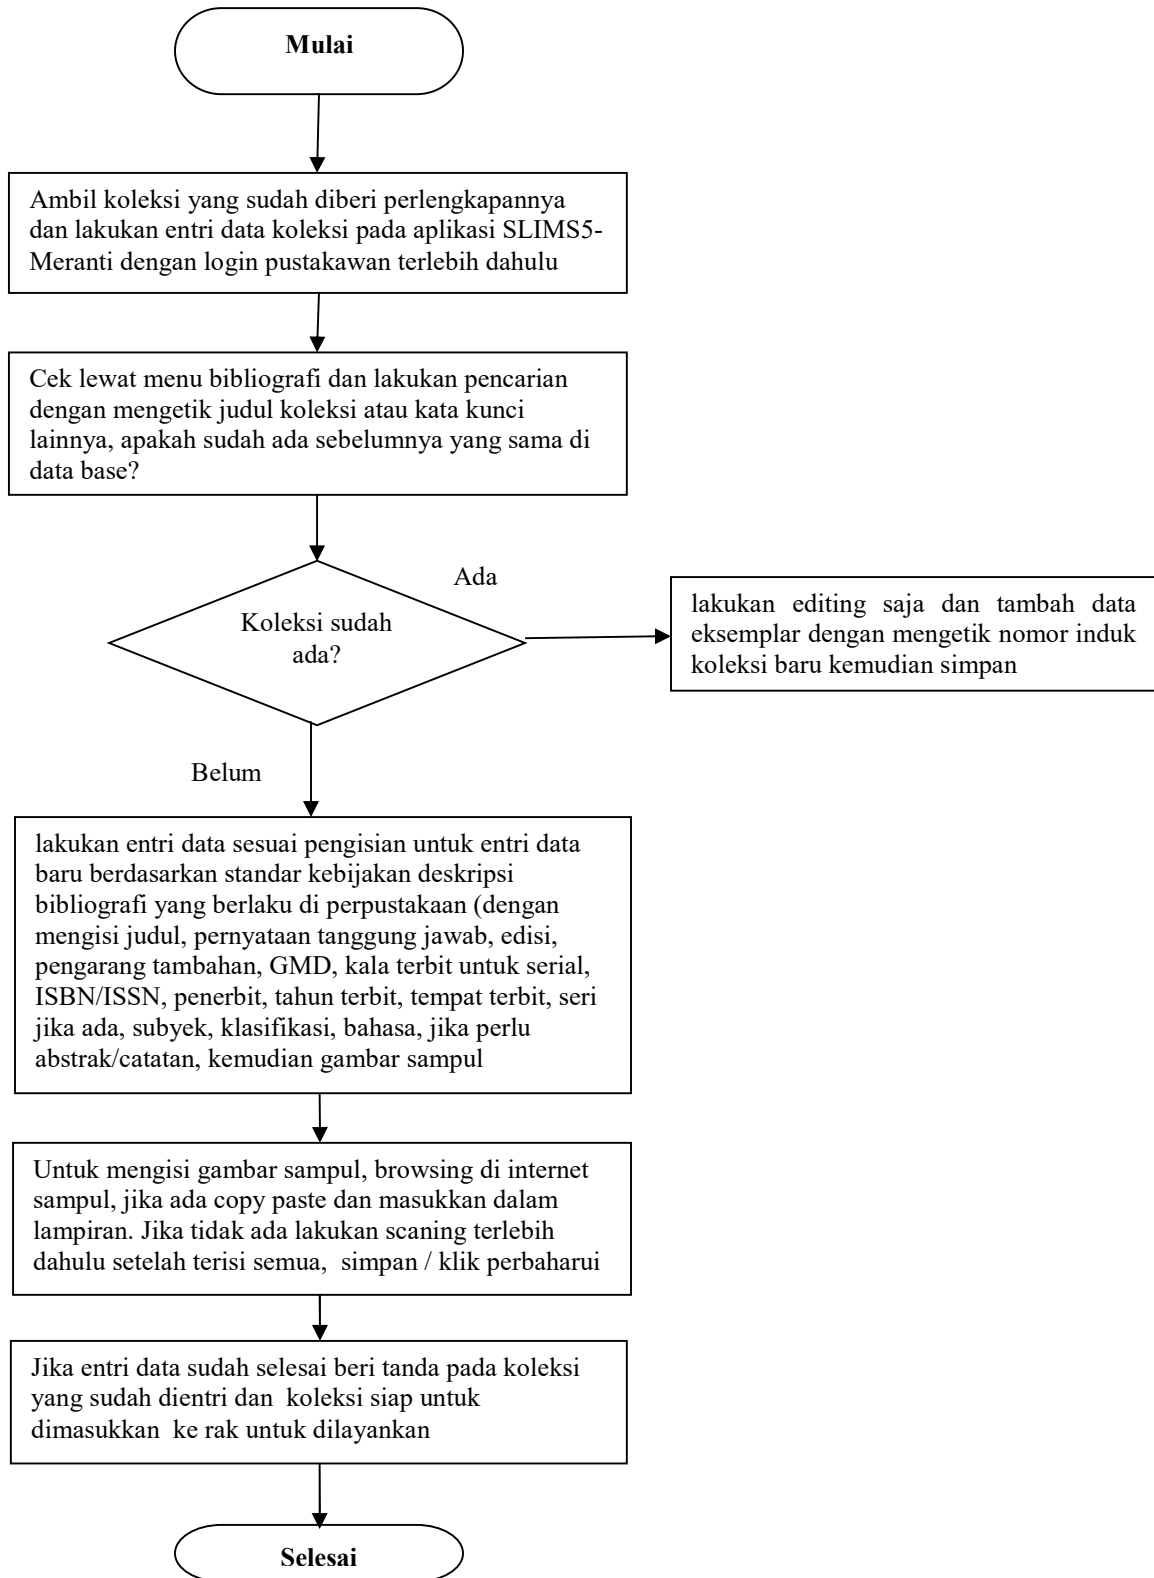 Mulai
Ambil koleksi yang sudah diberi perlengkapannya
dan lakukan entri data koleksi pada aplikasi SLIMS5-
Meranti dengan login pustakawan terlebih dahulu
Cek lewat menu bibliografi dan lakukan pencarian
dengan mengetik judul koleksi atau kata kunci
lainnya, apakah sudah ada sebelumnya yang sama di
data base?
Koleksi sudah
ada?
Ada
lakukan editing saja dan tambah data
eksemplar dengan mengetik nomor induk
koleksi baru kemudian simpan
Belum
lakukan entri data sesuai pengisian untuk entri data
baru berdasarkan standar kebijakan deskripsi
bibliografi yang berlaku di perpustakaan (dengan
mengisi judul, pernyataan tanggung jawab, edisi,
pengarang tambahan, GMD, kala terbit untuk serial,
ISBN/ISSN, penerbit, tahun terbit, tempat terbit, seri
jika ada, subyek, klasifikasi, bahasa, jika perlu
abstrak/catatan, kemudian gambar sampul
Untuk mengisi gambar sampul, browsing di internet
sampul, jika ada copy paste dan masukkan dalam
lampiran. Jika tidak ada lakukan scaning terlebih
dahulu setelah terisi semua,  simpan / klik perbaharui
Jika entri data sudah selesai beri tanda pada koleksi
yang sudah dientri dan  koleksi siap untuk
dimasukkan  ke rak untuk dilayankan
Selesai